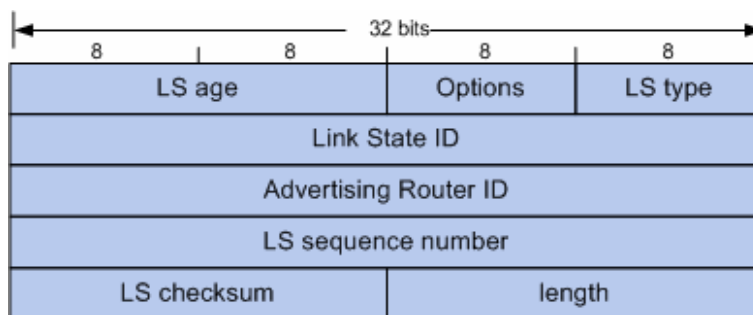 32 bits
8 8 8 8
LS age Options LS type
Link State ID
Advertising Router ID
LS sequence number
LS checksum length